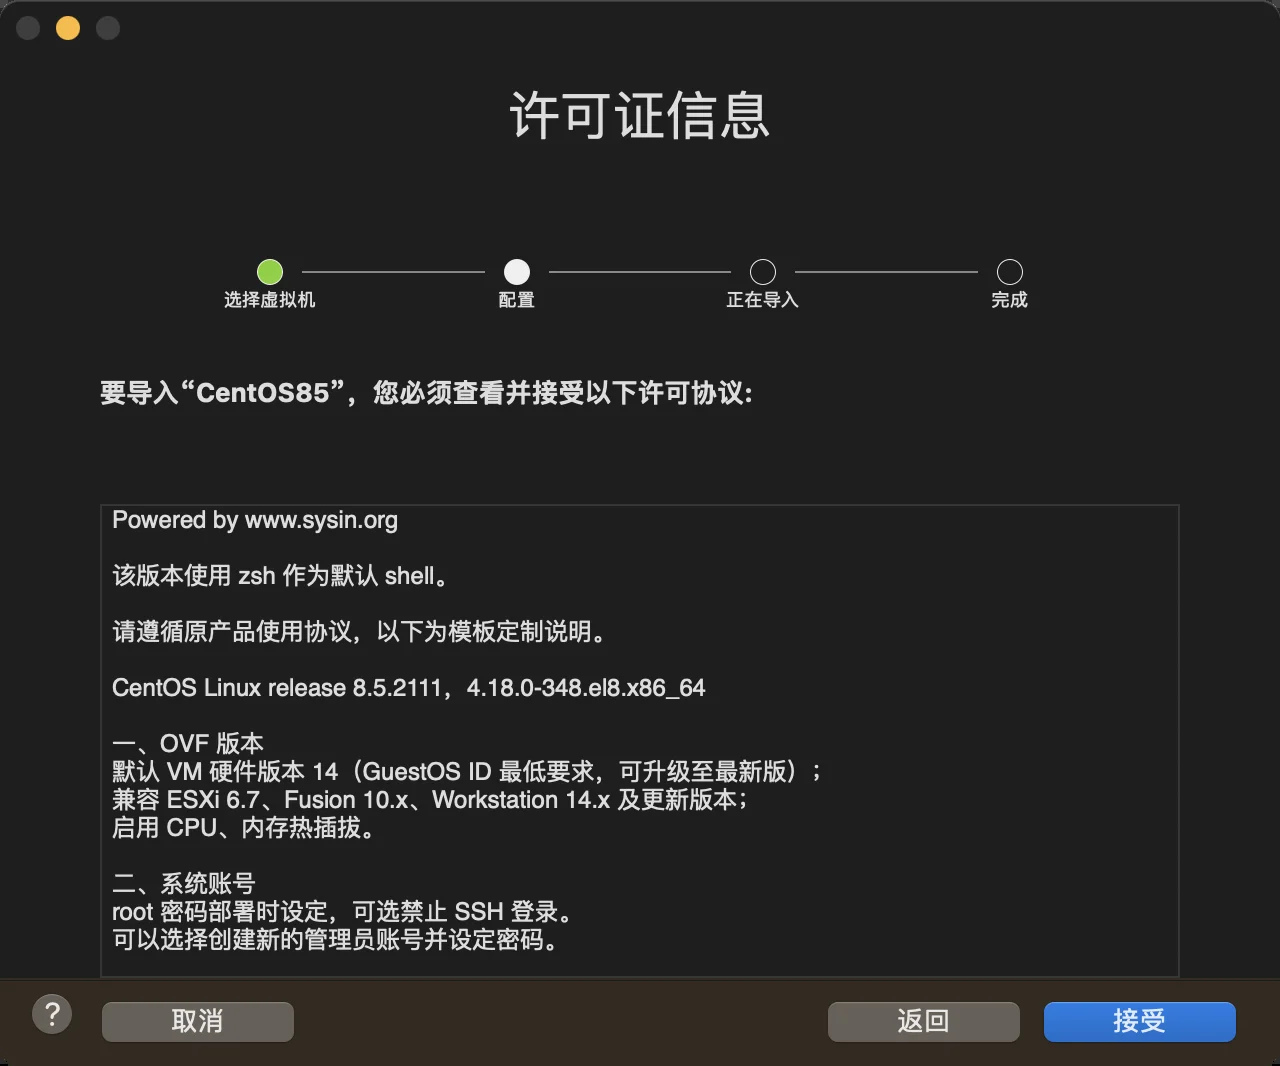 许可证信息
选择虚拟机
配置
正在导入
完成
要导入“CentOS85”，您必须查看并接受以下许可协议:
Powered by www.sysin.org
该版本使用 zsh 作为默认 shell。
请遵循原产品使用协议，以下为模板定制说明。
CentOS Linux release 8.5.2111，4.18.0-348.el8.x86_64
一、OVF 版本
默认 VM 硬件版本 14（GuestOS ID 最低要求，可升级至最新版）；
兼容 ESXi 6.7、Fusion 10.x、Workstation 14.x 及更新版本；
启用 CPU、内存热插拔。
二、系统账号
root 密码部署时设定，可选禁止 SSH 登录。
可以选择创建新的管理员账号并设定密码。
?
取消
返回
接受